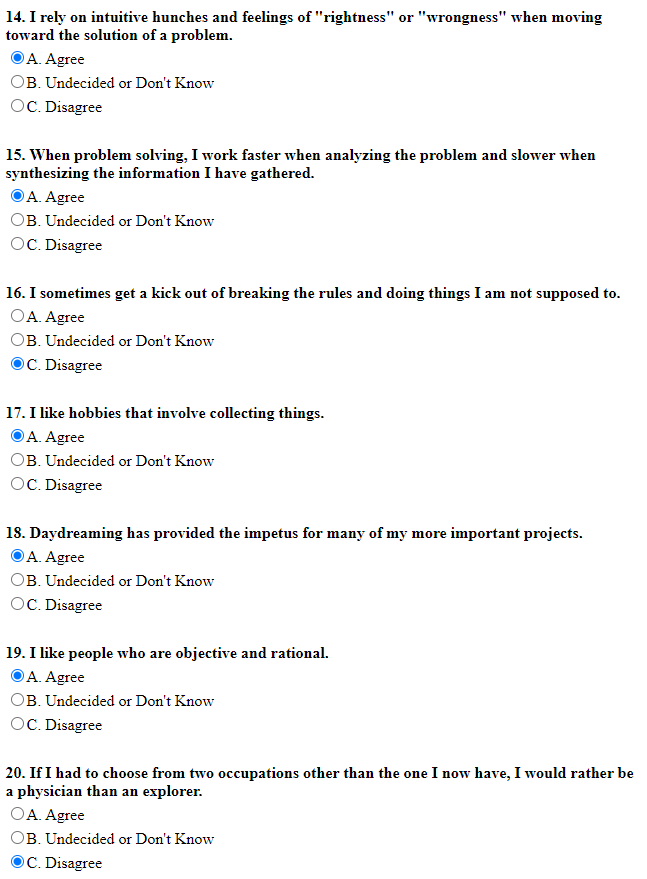 14. I rely on intuitive hunches and feelings of "rightness" or "wrongness" when moving
toward the solution of a problem.
A. Agree
B. Undecided or Don't Know
C. Disagree
15. When problem solving, I work faster when analyzing the problem and slower when
synthesizing the information I have gathered.
A. Agree
B. Undecided or Don't Know
C. Disagree
16. I sometimes get a kick out of breaking the rules and doing things I am not supposed to.
A. Agree
B. Undecided or Don't Know
C. Disagree
17. I like hobbies that involve collecting things.
A. Agree
B. Undecided or Don't Know
C. Disagree
18. Daydreaming has provided the impetus for many of my more important projects.
A. Agree
B. Undecided or Don't Know
C. Disagree
19. I like people who are objective and rational.
A. Agree
B. Undecided or Don't Know
C. Disagree
20. If I had to choose from two occupations other than the one I now have, I would rather be
a physician than an explorer.
A. Agree
B. Undecided or Don't Know
C. Disagree